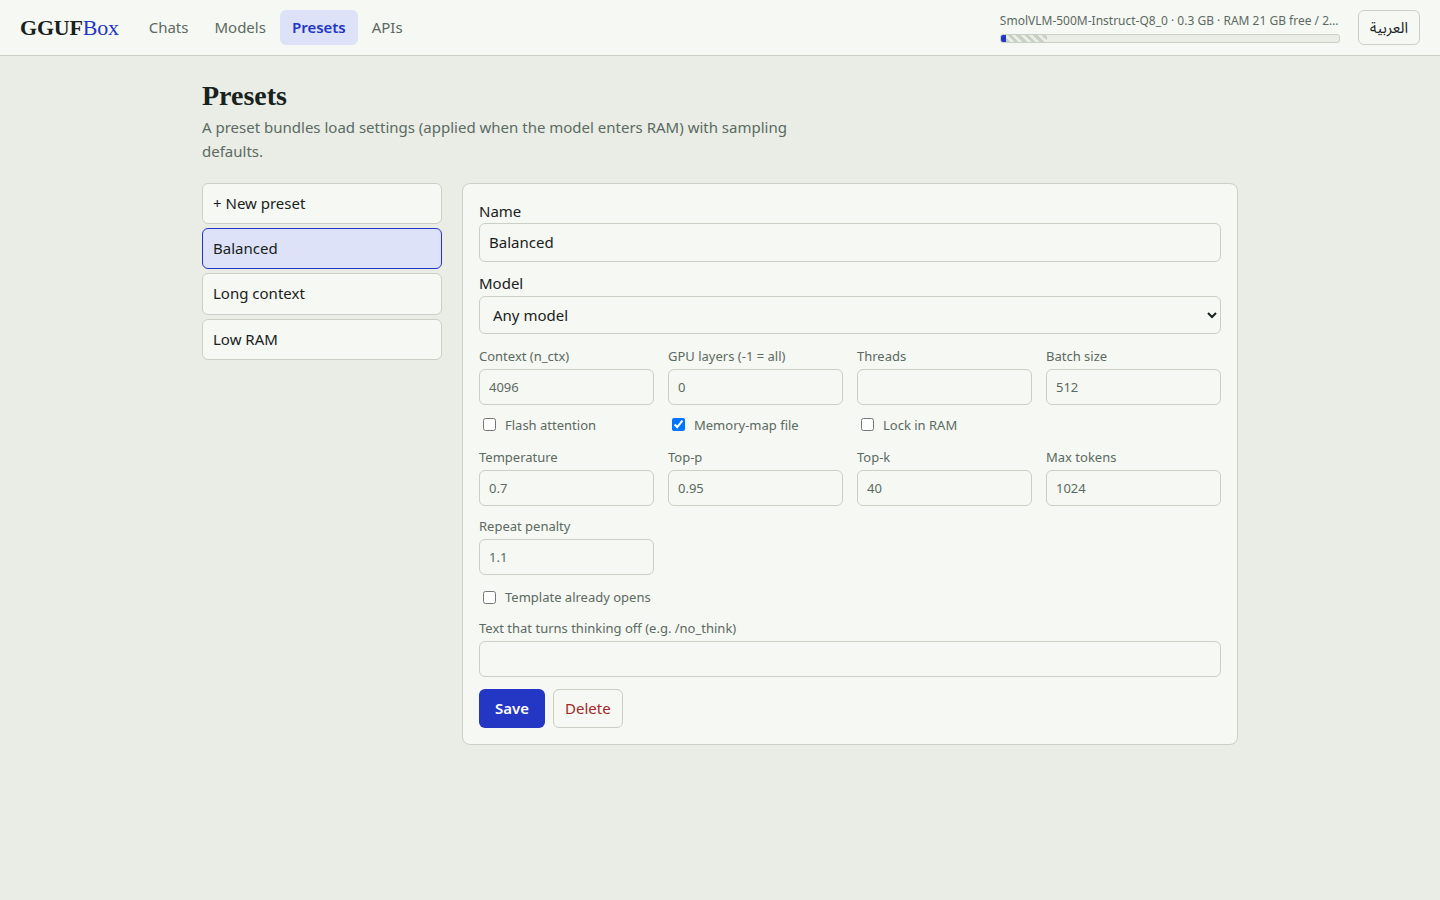 GGUFBox
Chats
Models
Presets
APIs
SmolVLM-500M-Instruct-Q8_0 · 0.3 GB · RAM 21 GB free / 2...
العربية
Presets
A preset bundles load settings (applied when the model enters RAM) with sampling
defaults.
+ New preset
Balanced
Long context
Low RAM
Name
Balanced
Model
Any model
Context (n_ctx)
GPU layers (-1 = all)
Threads
Batch size
4096
0
512
Flash attention
Memory-map file
Lock in RAM
Temperature
Top-p
Top-k
Max tokens
0.7
0.95
40
1024
Repeat penalty
1.1
Template already opens
Text that turns thinking off (e.g. /no_think)
Save
Delete